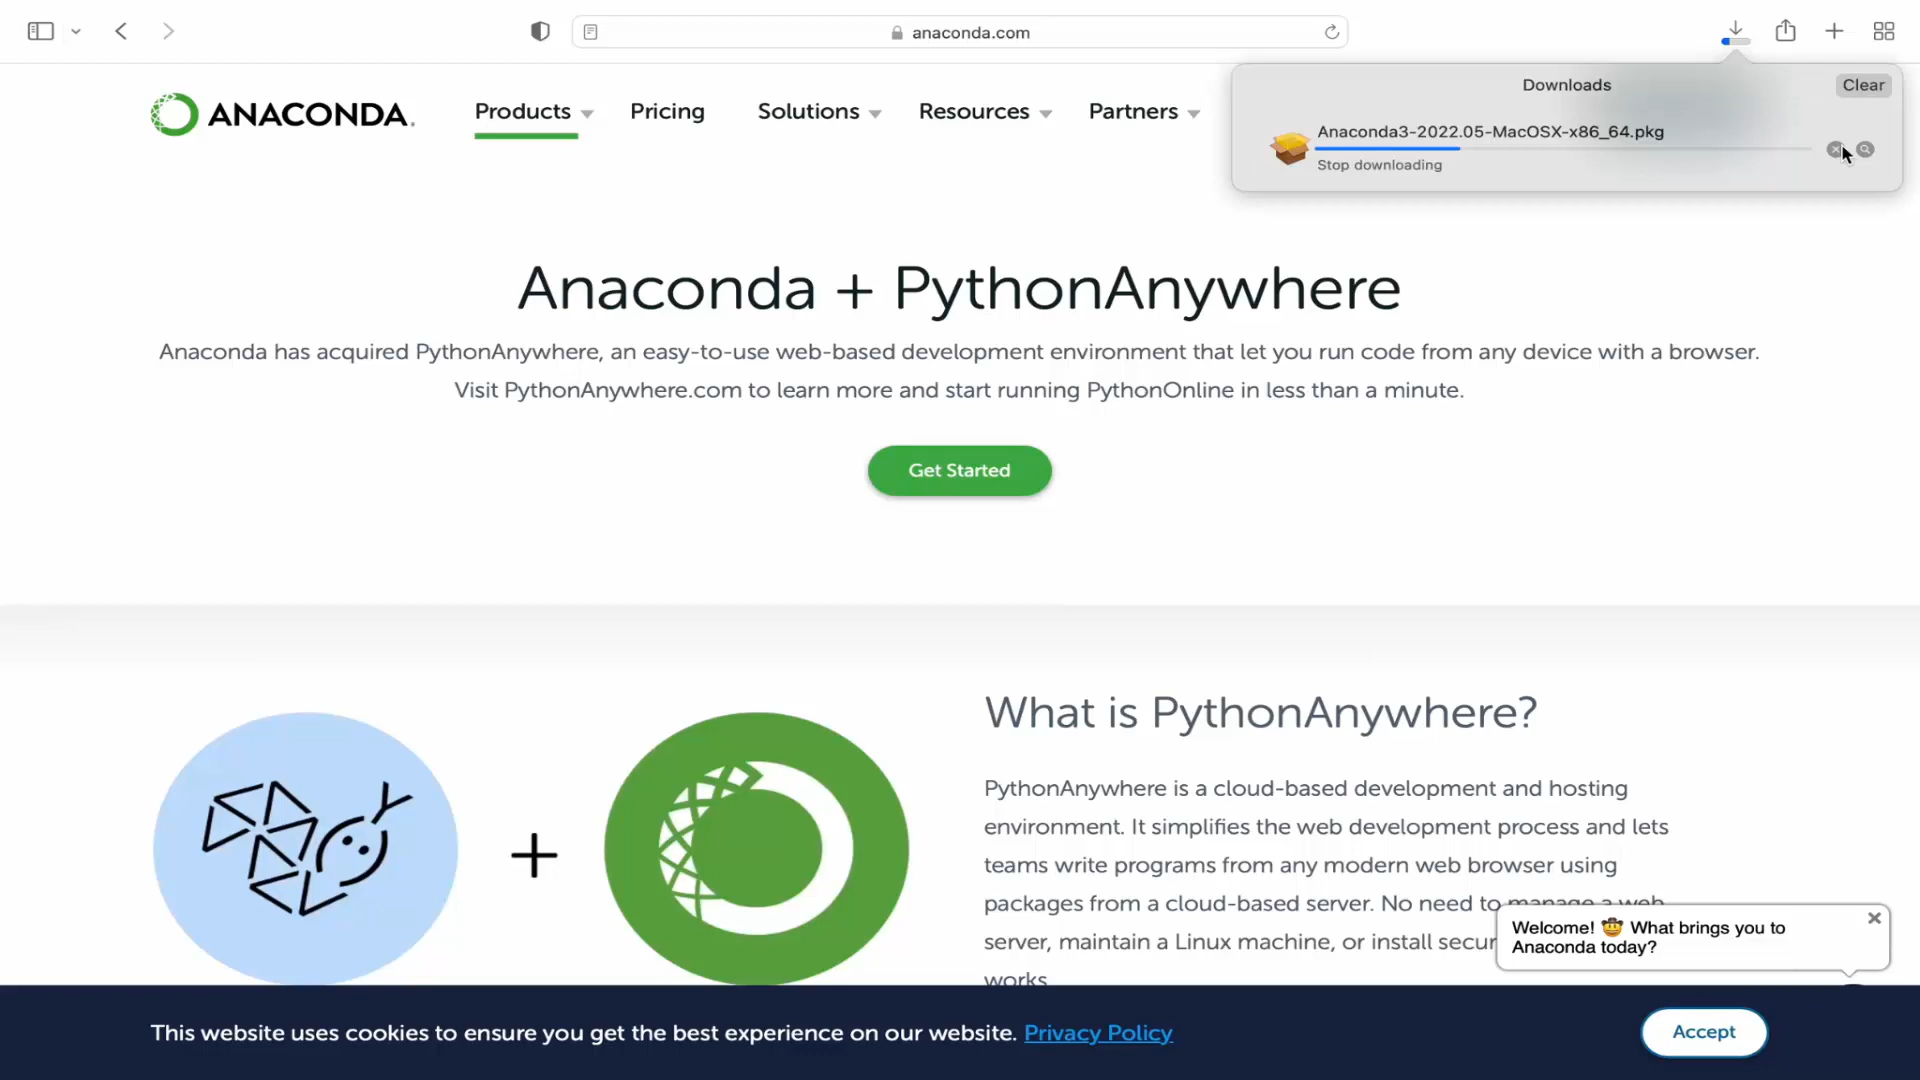 anaconda.com
ANACONDA.
Products
Pricing
Solutions
Resources
Partners
Downloads
Clear
Anaconda3-2022.05-MacOSX-x86_64.pkg
Stop downloading
Anaconda + PythonAnywhere
Anaconda has acquired PythonAnywhere, an easy-to-use web-based development environment that let you run code from any device with a browser.
Visit PythonAnywhere.com to learn more and start running PythonOnline in less than a minute.
Get Started
What is PythonAnywhere?
PythonAnywhere is a cloud-based development and hosting
environment. It simplifies the web development process and lets
teams write programs from any modern web browser using
packages from a cloud-based server. No need to manage a web
server, maintain a Linux machine, or install secur
works
Welcome! 🤠 What brings you to
Anaconda today?
This website uses cookies to ensure you get the best experience on our website. Privacy Policy
Accept